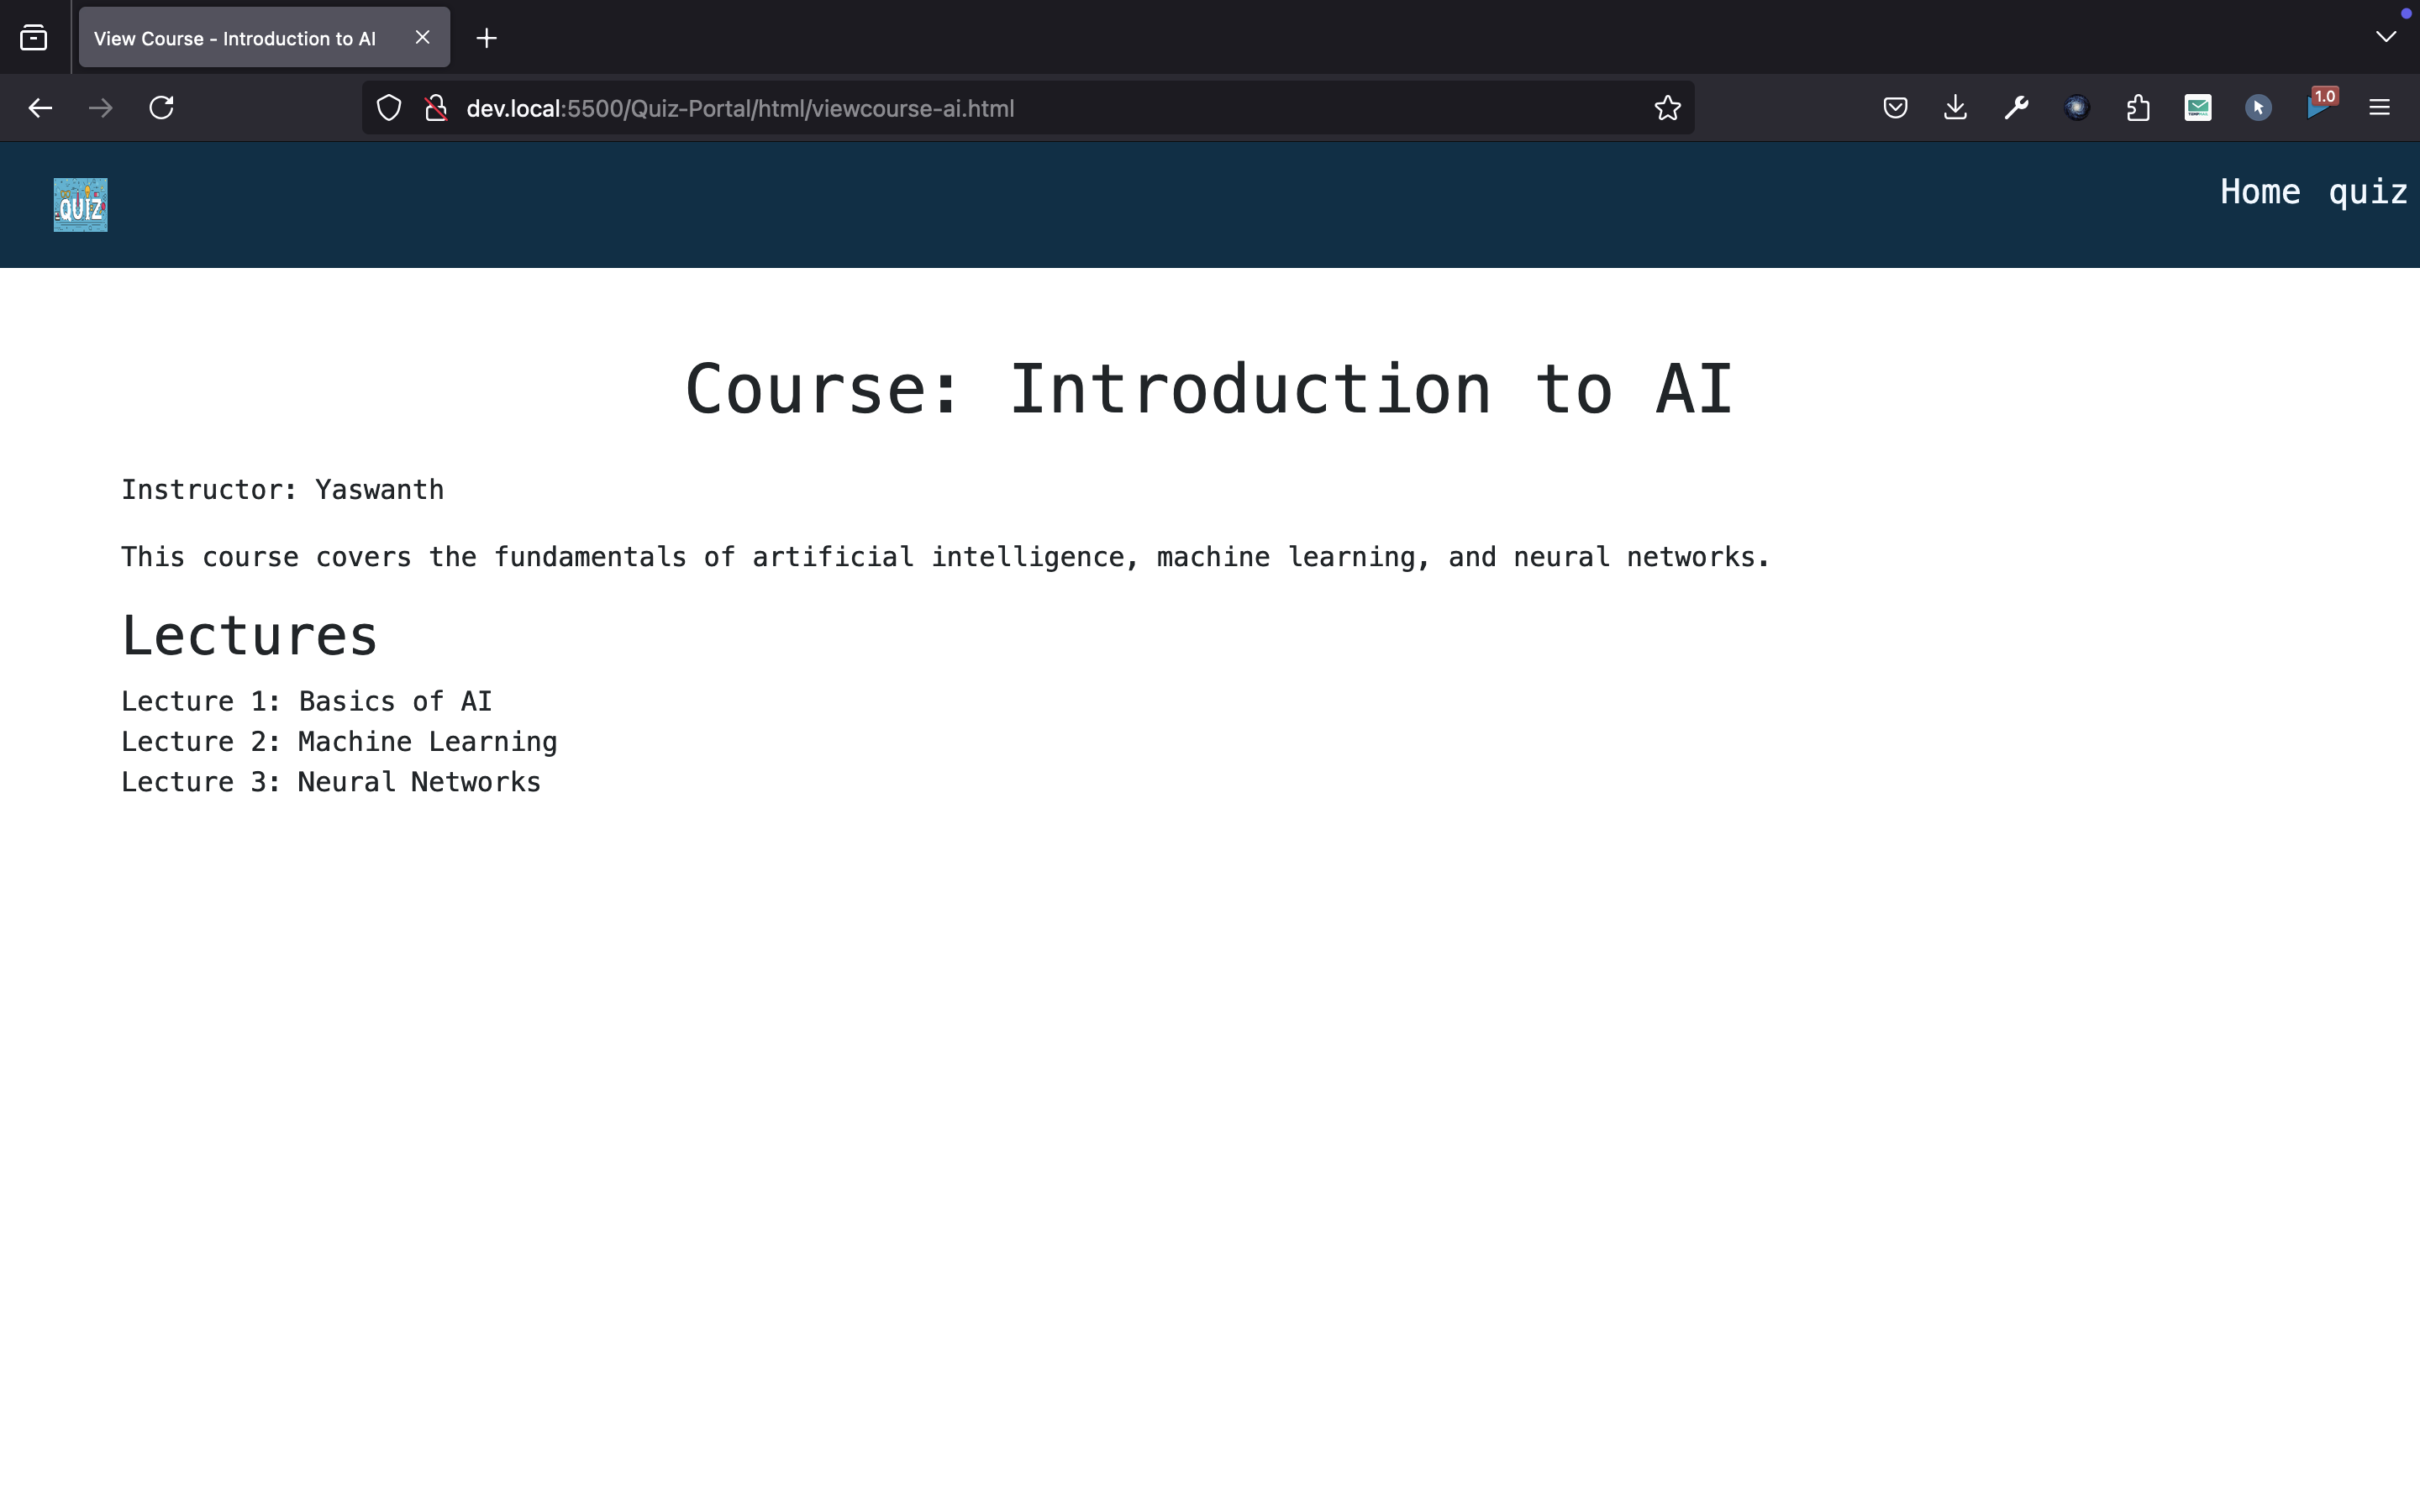 View Course - Introduction to AI
dev.local:5500/Quiz-Portal/html/viewcourse-ai.html
1.0
QUIZ
Home quiz
Course: Introduction to AI
Instructor: Yaswanth
This course covers the fundamentals of artificial intelligence, machine learning, and neural networks.
Lectures
Lecture 1: Basics of AI
Lecture 2: Machine Learning
Lecture 3: Neural Networks